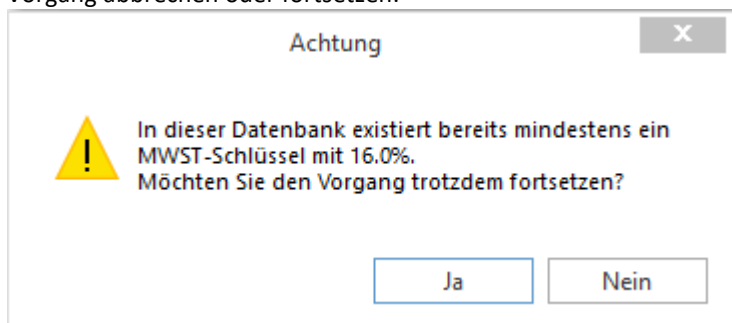 Vorgang abbrechen oder fortsetzen.
Achtung
X
In dieser Datenbank existiert bereits mindestens ein
MWST-Schlüssel mit 16.0%.
Möchten Sie den Vorgang trotzdem fortsetzen?
Ja
Nein